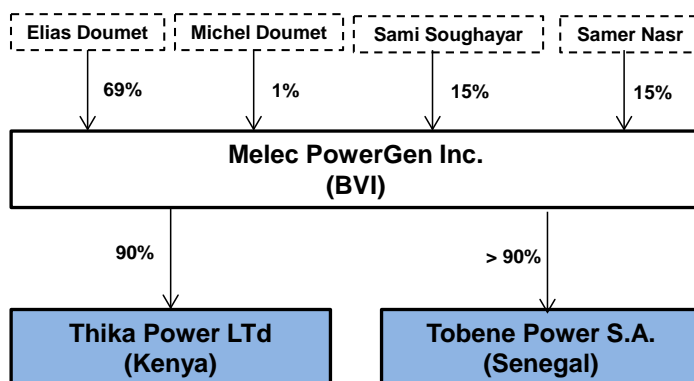 Elias Doumet
Michel Doumet
Sami Soughayar
Samer Nasr
69%
1%
15%
15%
Melec PowerGen Inc.
(BVI)
90%
> 90%
Thika Power LTd
(Kenya)
Tobene Power S.A.
(Senegal)